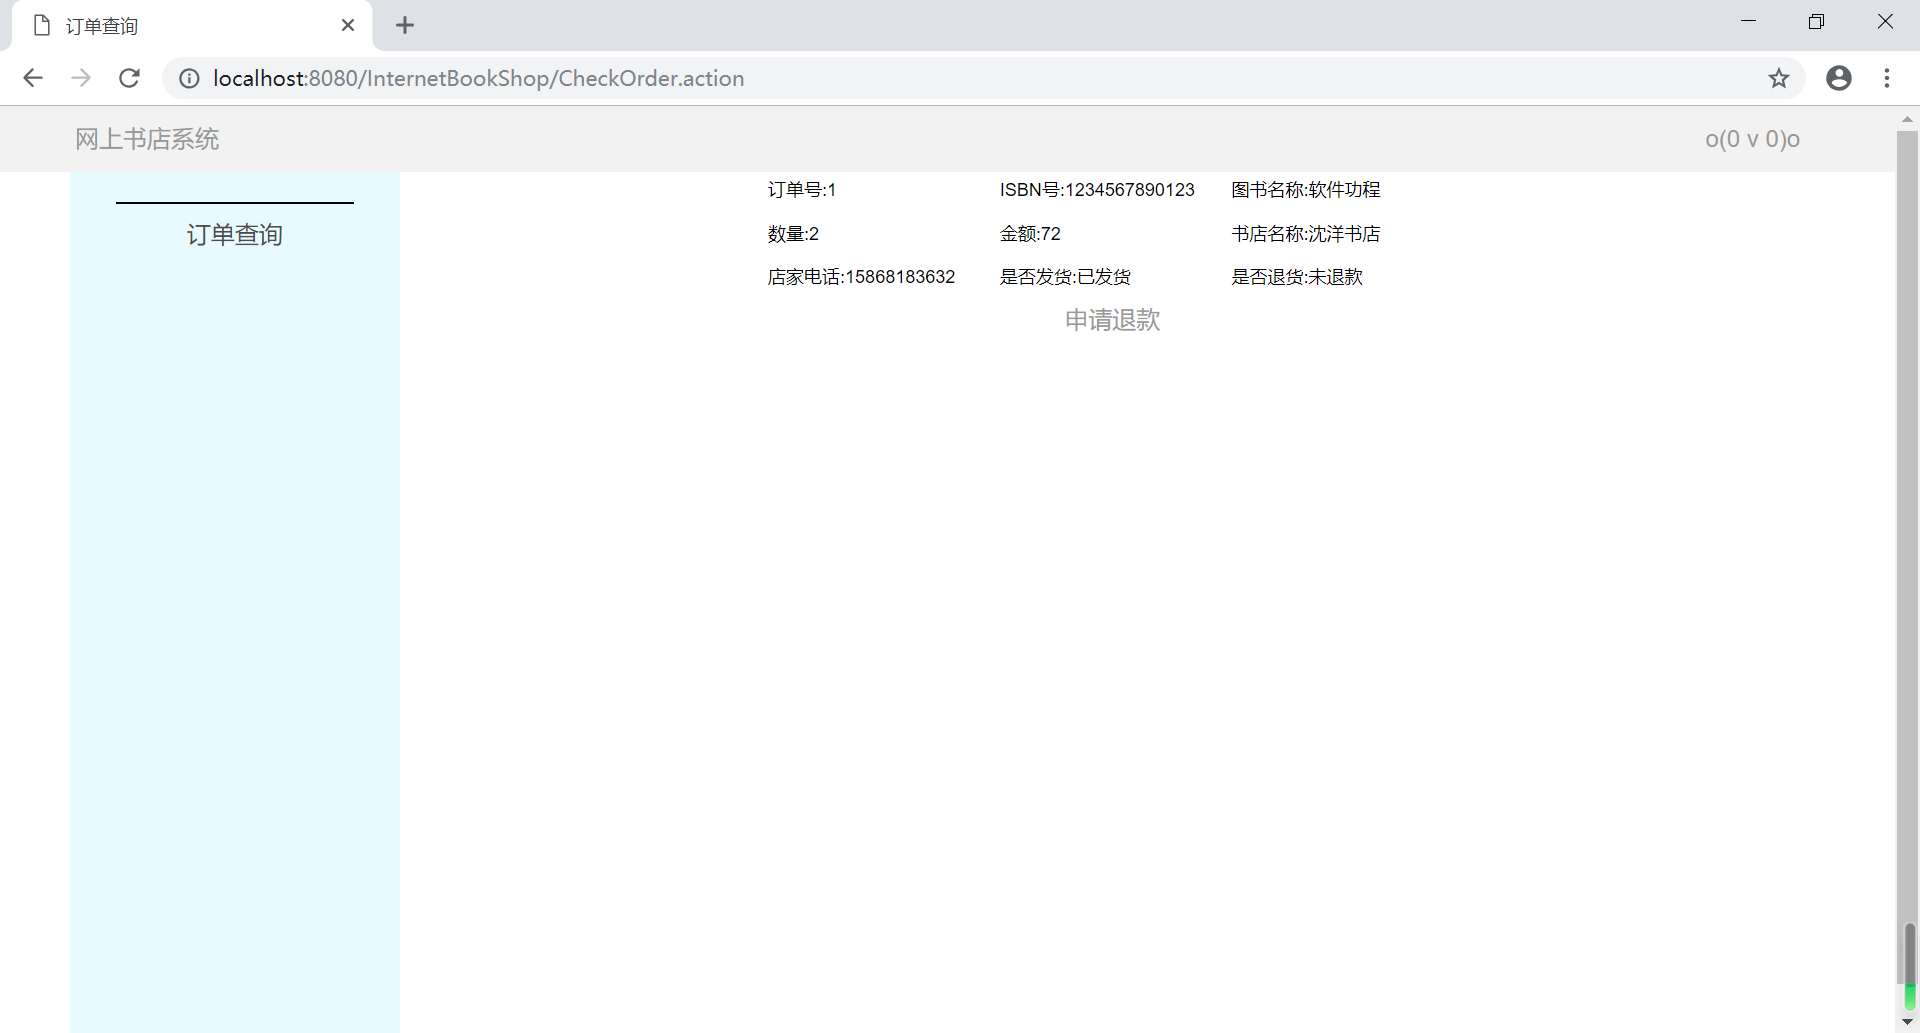 订单查询
localhost:8080/InternetBookShop/CheckOrder.action
网上书店系统 o(0 v 0)o
订单查询
订单号:1 ISBN号:1234567890123 图书名称:软件功程
数量:2 金额:72 书店名称:沈洋书店
店家电话:15868183632 是否发货:已发货 是否退货:未退款
申请退款